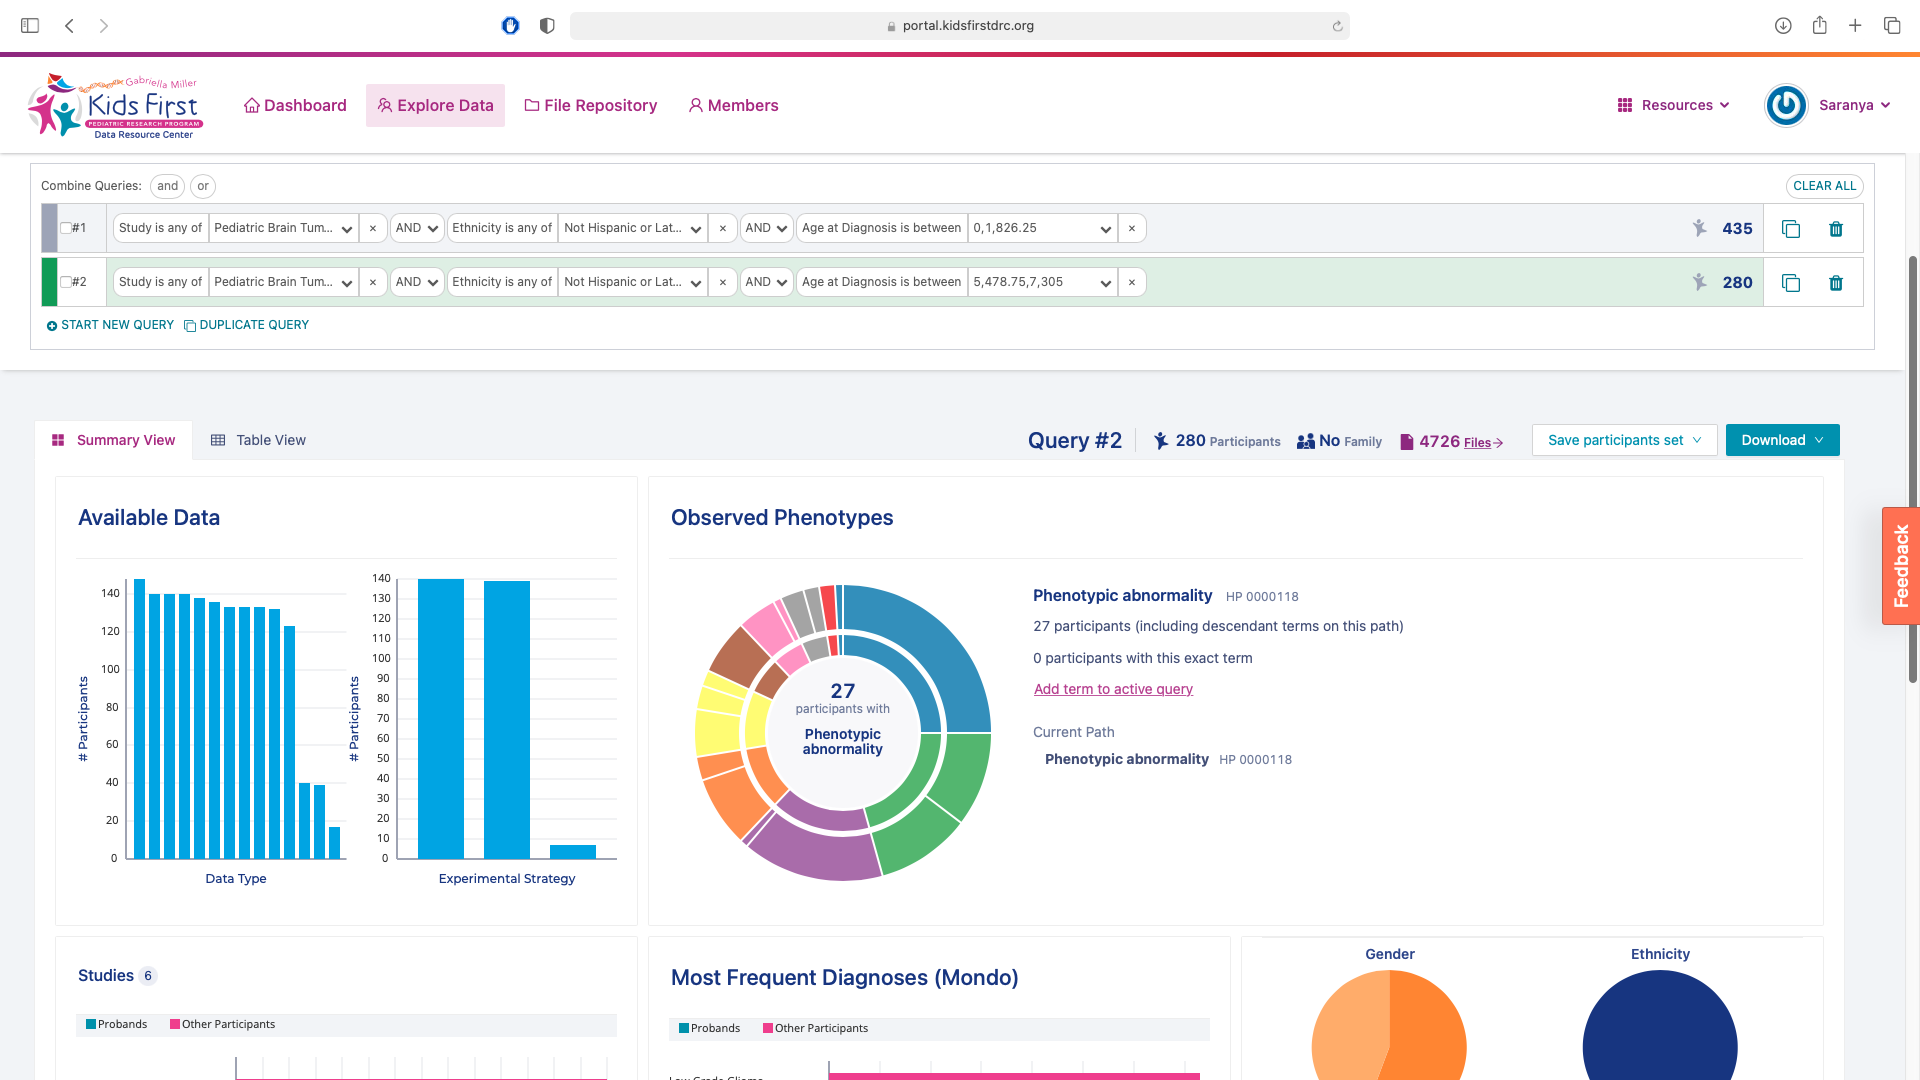 portal.kidsfirstdrc.org
Gabriella Miller
Kids First
PEDIATRIC RESEARCH PROGRAM
Data Resource Center
Dashboard
Explore Data
File Repository
Members
Resources
Saranya
Combine Queries: and or
CLEAR ALL
#1 Study is any of Pediatric Brain Tum... × AND Ethnicity is any of Not Hispanic or Lat... × AND Age at Diagnosis is between 0,1,826.25 × 435
#2 Study is any of Pediatric Brain Tum... × AND Ethnicity is any of Not Hispanic or Lat... × AND Age at Diagnosis is between 5,478.75,7,305 × 280
START NEW QUERY DUPLICATE QUERY
Summary View
Table View
Query #2
280 Participants
No Family
4726 Files→
Save participants set
Download
Feedback
Available Data
# Participants
140
120
100
80
60
40
20
0
Data Type
# Participants
140
130
120
110
100
90
80
70
60
50
40
30
20
10
0
Experimental Strategy
Observed Phenotypes
27
participants with
Phenotypic
abnormality
Phenotypic abnormality HP 0000118
27 participants (including descendant terms on this path)
0 participants with this exact term
Add term to active query
Current Path
Phenotypic abnormality HP 0000118
Studies 6
Probands Other Participants
Most Frequent Diagnoses (Mondo)
Probands Other Participants
Gender
Ethnicity